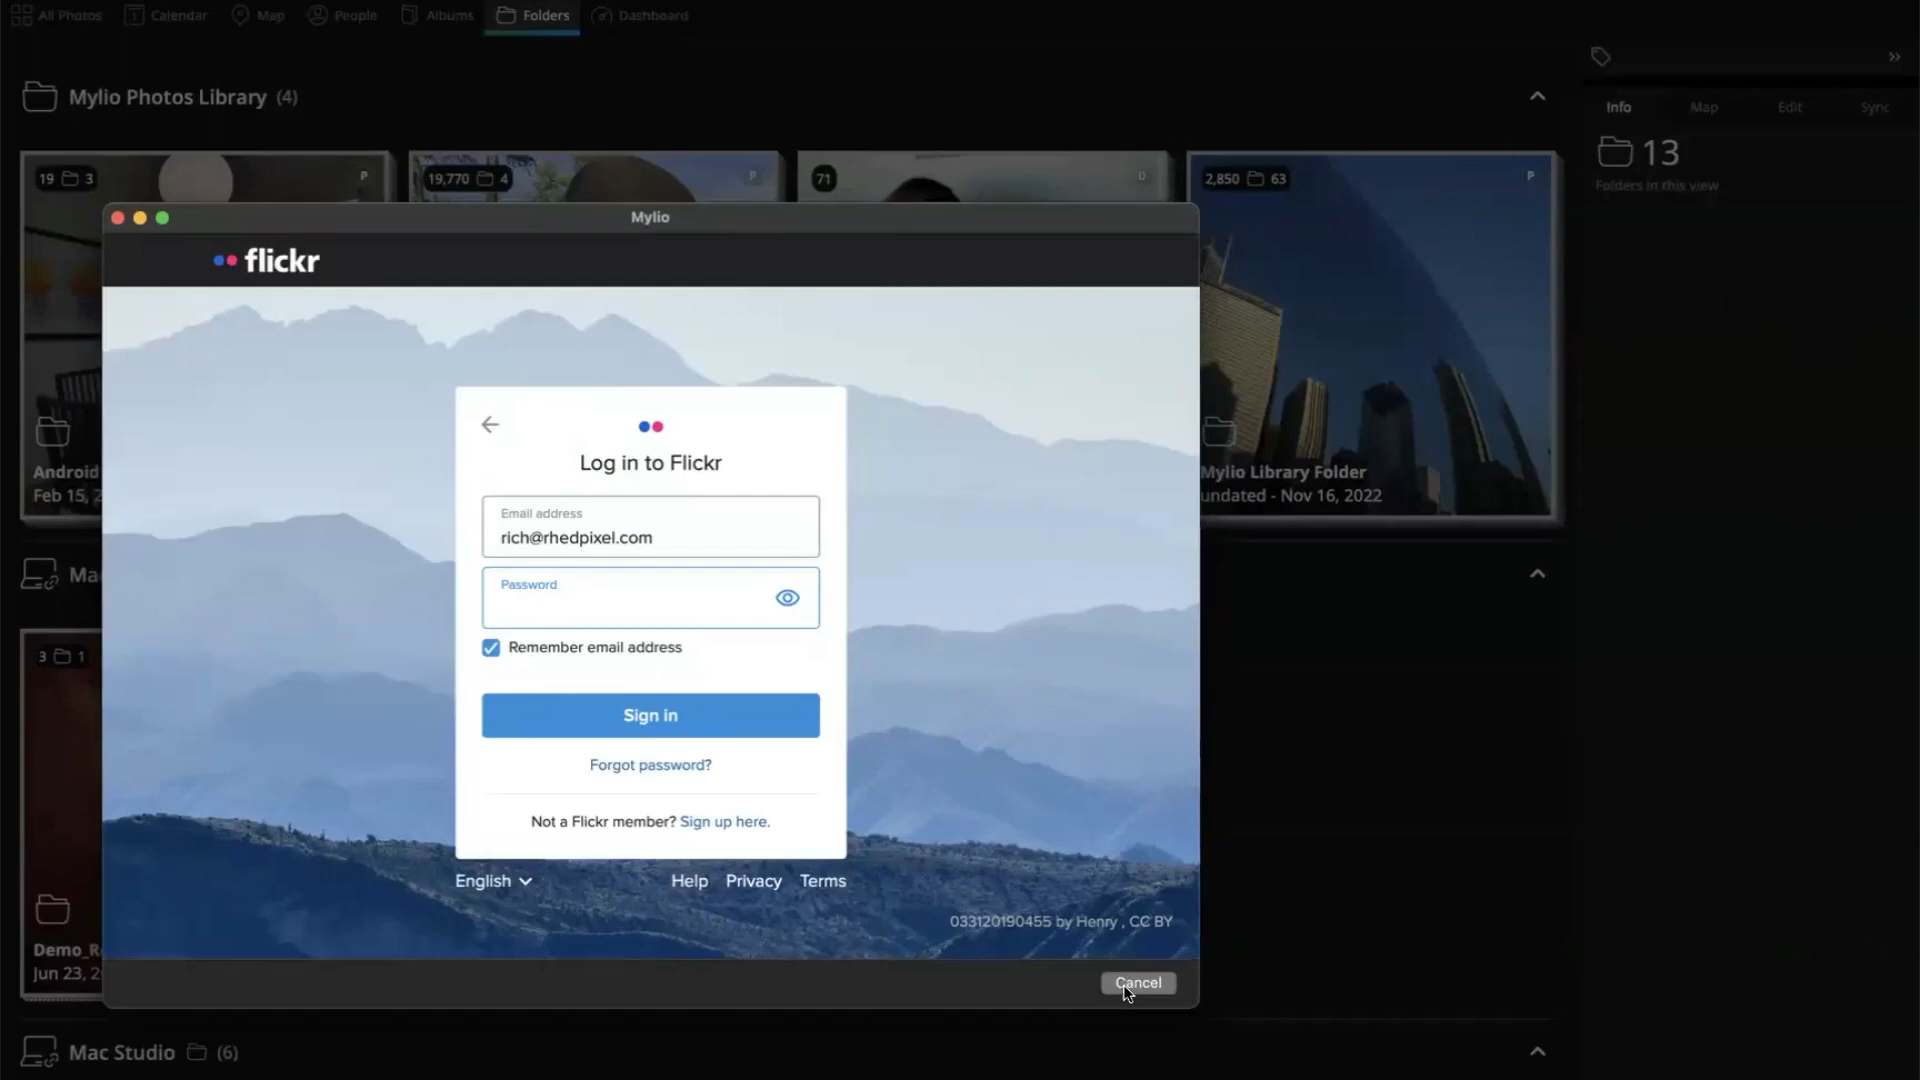 All Photos
Calendar
Map
People
Albums
Folders
Dashboard
Mylio Photos Library (4)
Info
Map
Edit
Sync
13
Folders in this view
19 3
P
19,770 4
P
71
2,850 63
P
Mylio
flickr
Log in to Flickr
Email address
rich@rhedpixel.com
Password
Remember email address
Sign in
Forgot password?
Not a Flickr member? Sign up here.
English
Help
Privacy
Terms
033120190455 by Henry , CC BY
Cancel
Android
Feb 15, 2
Mylio Library Folder
undated - Nov 16, 2022
Ma
3 1
Demo_R
Jun 23, 2
Mac Studio (6)